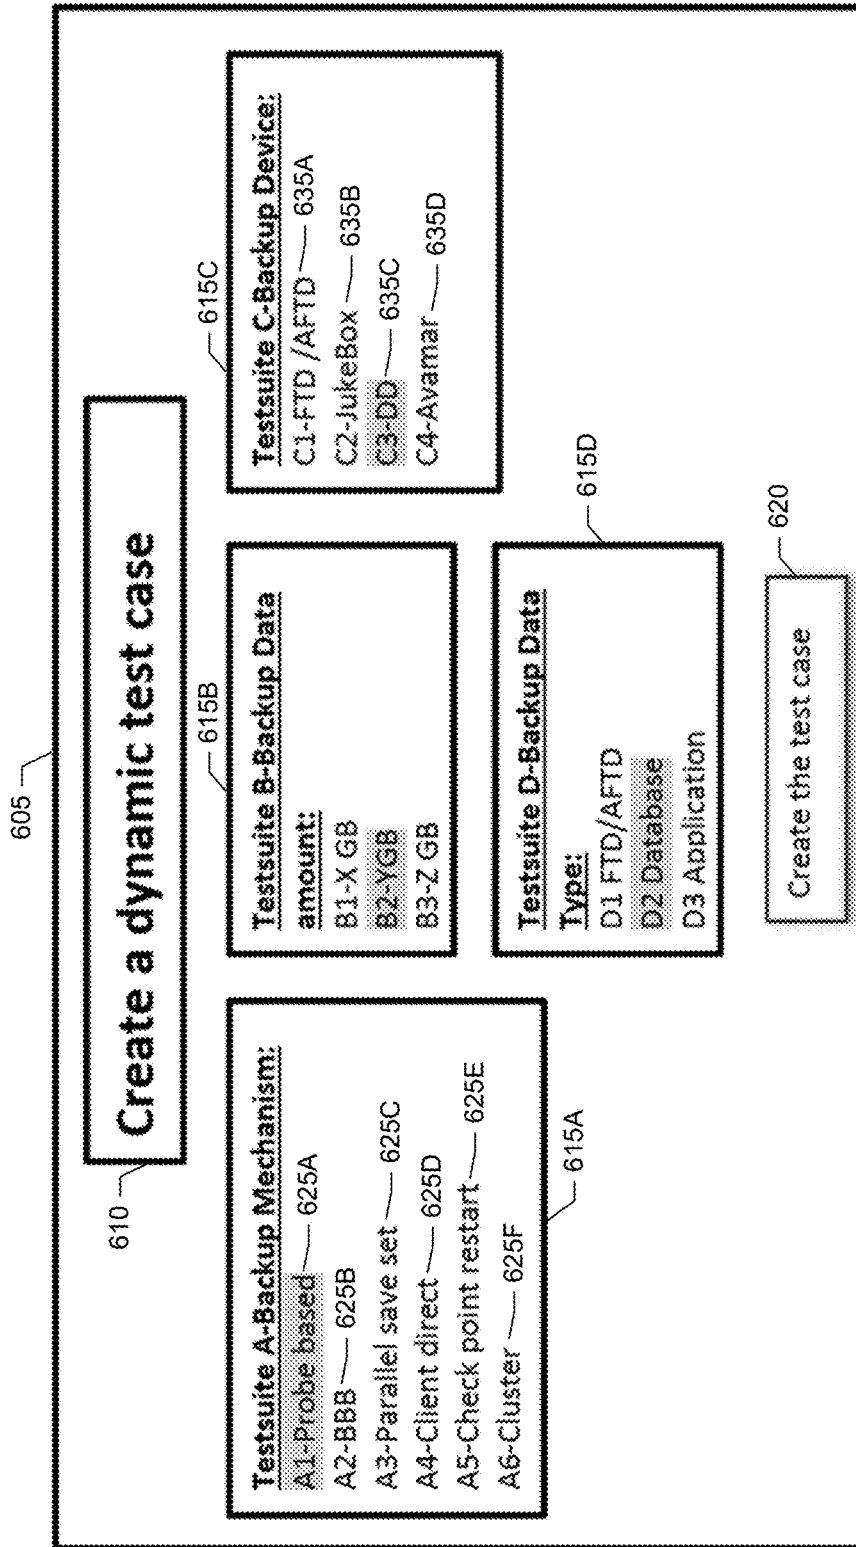 605
610
Create a dynamic test case
Testsuite A-Backup Mechanism:
A1-Probe based 625A
A2-BBB 625B
A3-Parallel save set 625C
A4-Client direct 625D
A5-Check point restart 625E
A6-Cluster 625F
615A
615B
Testsuite B-Backup Data
amount:
B1-X GB
B2-YGB
B3-Z GB
615C
Testsuite C-Backup Device:
C1-FTD /AFTD 635A
C2-JukeBox 635B
C3-DD 635C
C4-Avamar 635D
615D
Testsuite D-Backup Data
Type:
D1 FTD/AFTD
D2 Database
D3 Application
620
Create the test case